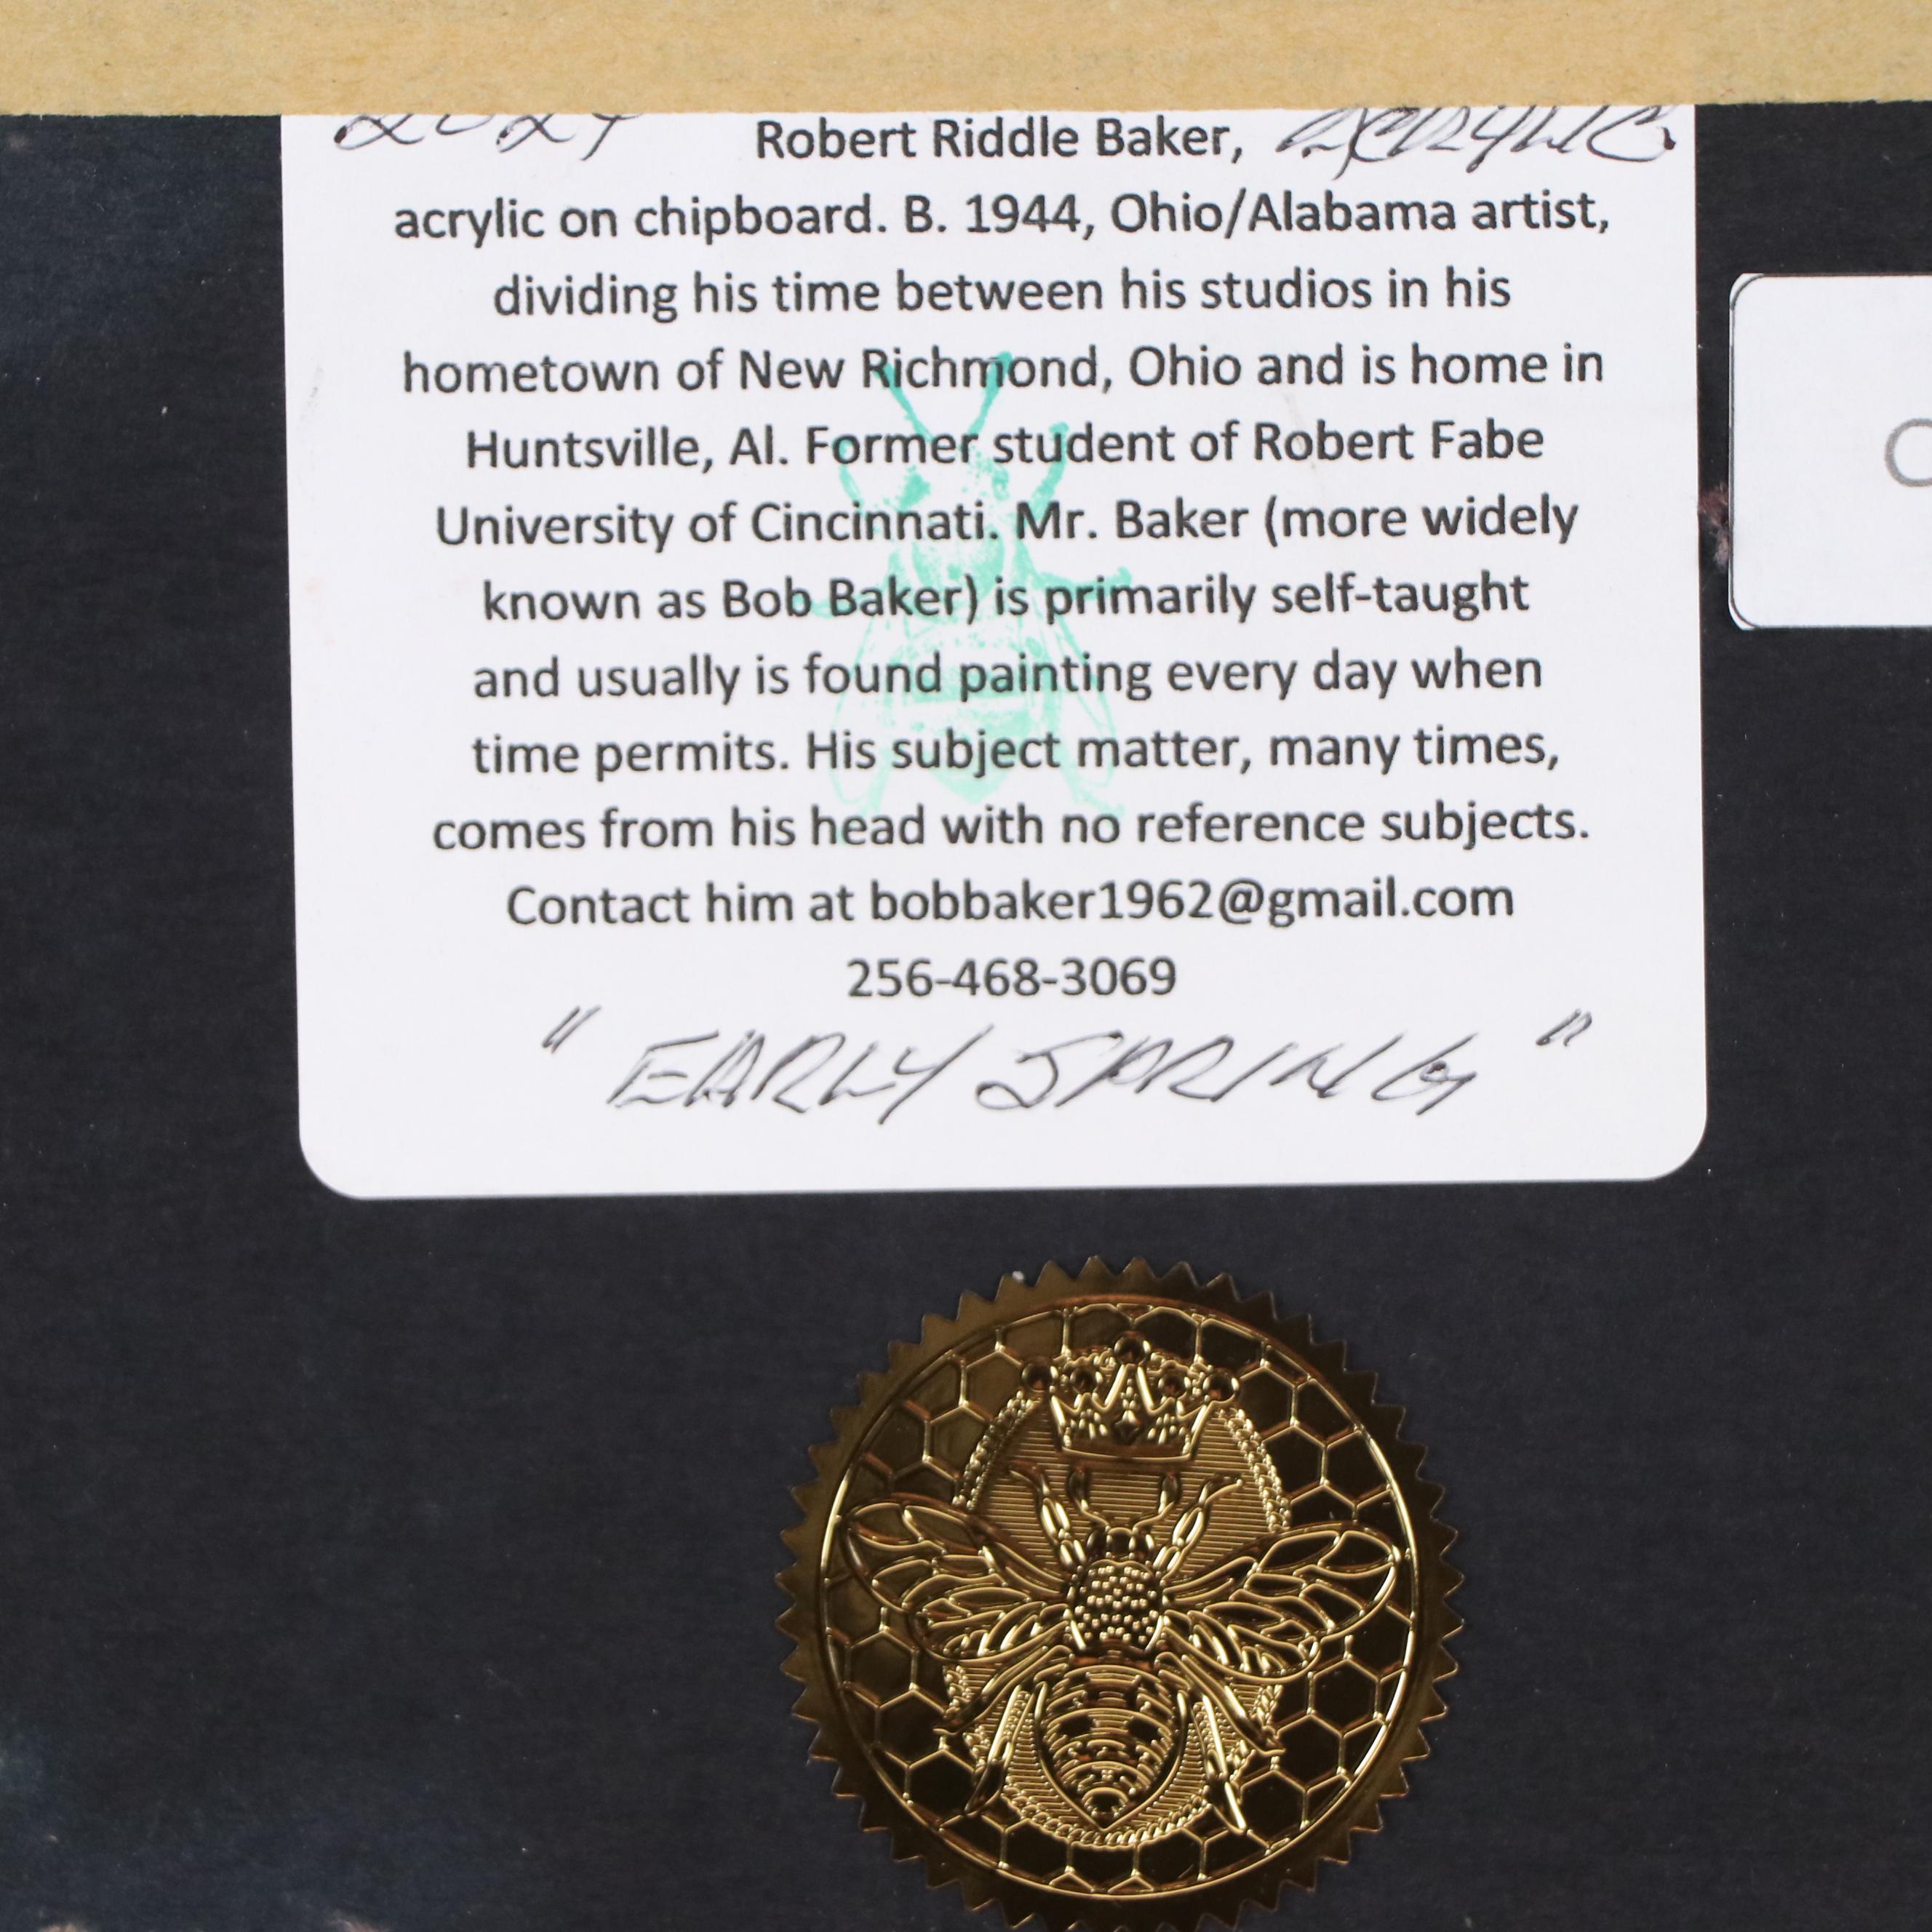 2024 Robert Riddle Baker, ACRYLIC
acrylic on chipboard. B. 1944, Ohio/Alabama artist,
dividing his time between his studios in his
hometown of New Richmond, Ohio and is home in
Huntsville, Al. Former student of Robert Fabe
University of Cincinnati. Mr. Baker (more widely
known as Bob Baker) is primarily self-taught
and usually is found painting every day when
time permits. His subject matter, many times,
comes from his head with no reference subjects.
Contact him at bobbaker1962@gmail.com
256-468-3069
"EARLY SPRING"